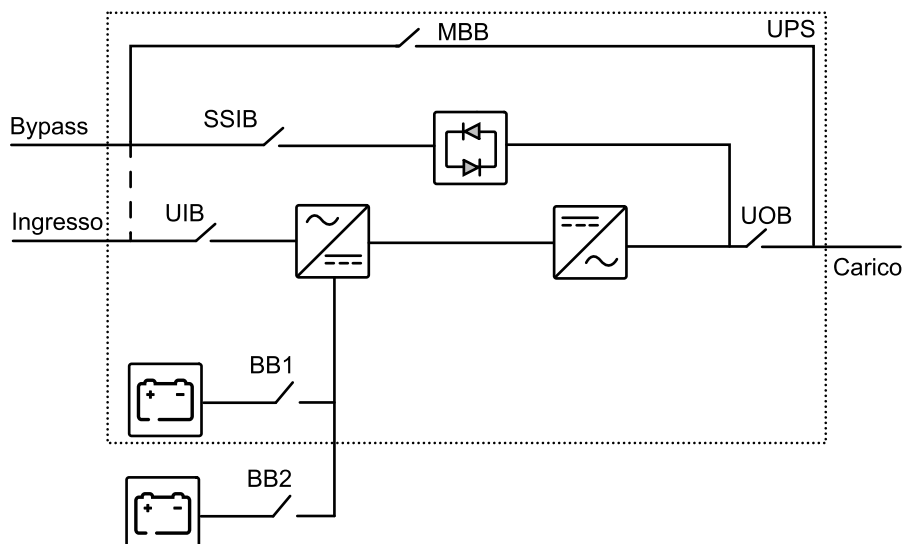 MBB
UPS
Bypass
SSIB
Ingresso
UIB
UOB
Carico
BB1
BB2